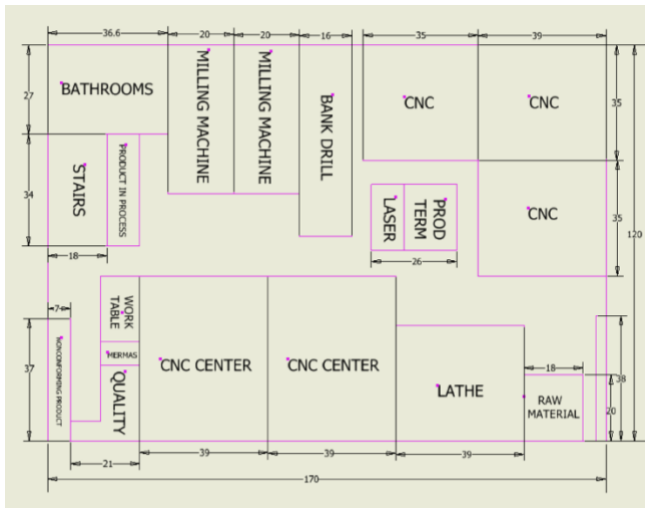 36.6
20
20
16
35
39
27
BATHROOMS
MILLING MACHINE
MILLING MACHINE
BANK DRILL
CNC
CNC
35
34
STAIRS
PRODUCT IN PROCESS
LASER
PROD
TERM
CNC
35
120
18
26
7
WORK
TABLE
MERMAS
QUALITY
NONCONFORMING PRODUCT
37
CNC CENTER
CNC CENTER
LATHE
18
RAW
MATERIAL
38
20
21
39
39
39
170